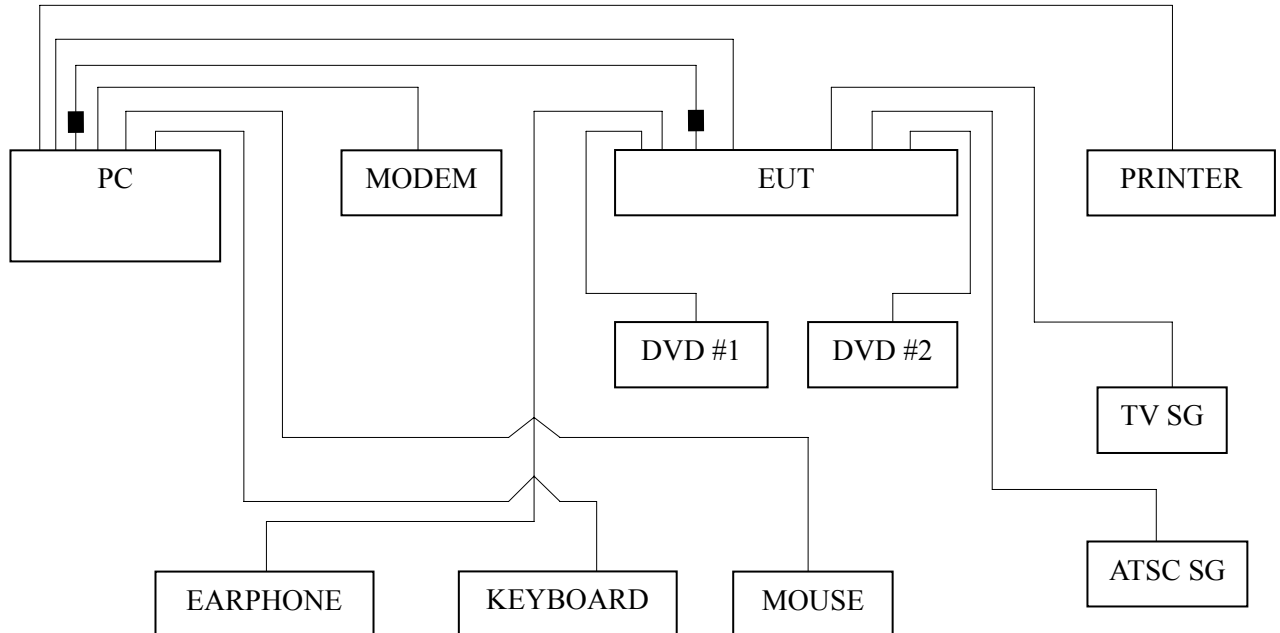 PC
MODEM
EUT
PRINTER
DVD #1
DVD #2
TV SG
ATSC SG
EARPHONE
KEYBOARD
MOUSE